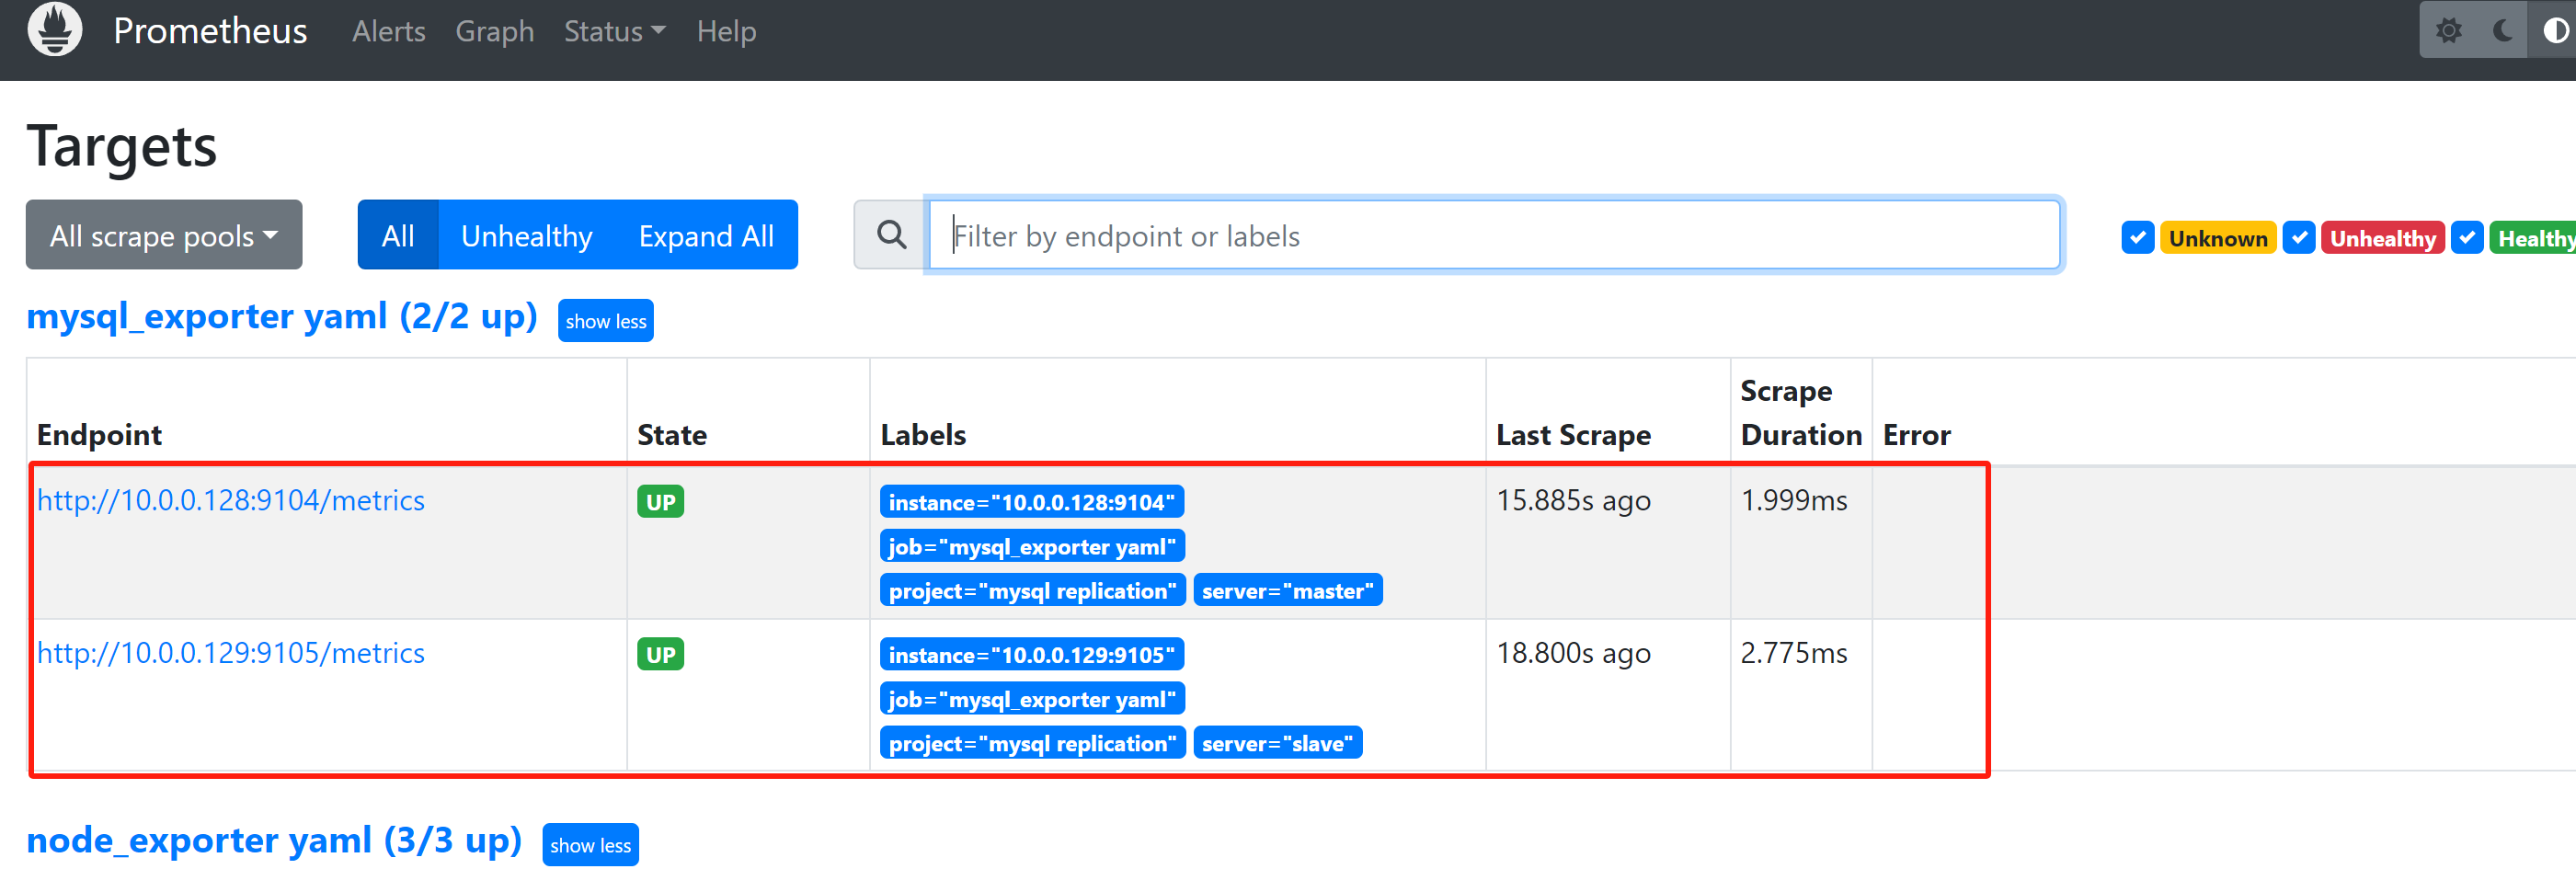 Prometheus Alerts Graph Status Help
Targets
All scrape pools All Unhealthy Expand All Filter by endpoint or labels Unknown Unhealthy Healthy
mysql_exporter yaml (2/2 up) show less
Endpoint State Labels Last Scrape Scrape Duration Error
http://10.0.0.128:9104/metrics UP instance="10.0.0.128:9104" 15.885s ago 1.999ms
job="mysql_exporter yaml"
project="mysql replication" server="master"
http://10.0.0.129:9105/metrics UP instance="10.0.0.129:9105" 18.800s ago 2.775ms
job="mysql_exporter yaml"
project="mysql replication" server="slave"
node_exporter yaml (3/3 up) show less